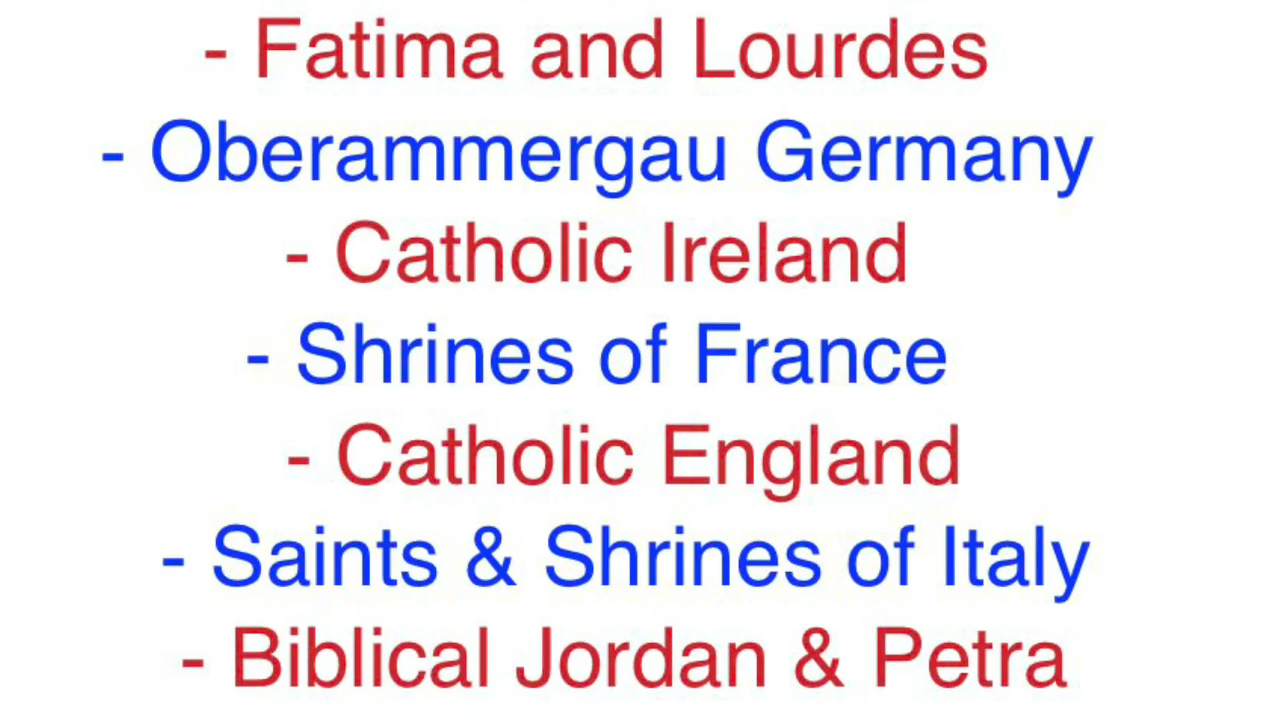 - Fatima and Lourdes
- Oberammergau Germany
- Catholic Ireland
- Shrines of France
- Catholic England
- Saints & Shrines of Italy
- Biblical Jordan & Petra